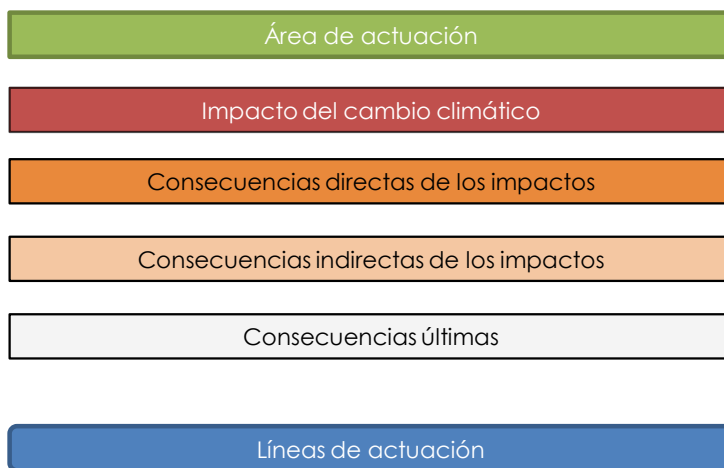 Área de actuación
Impacto del cambio climático
Consecuencias directas de los impactos
Consecuencias indirectas de los impactos
Consecuencias últimas
Líneas de actuación